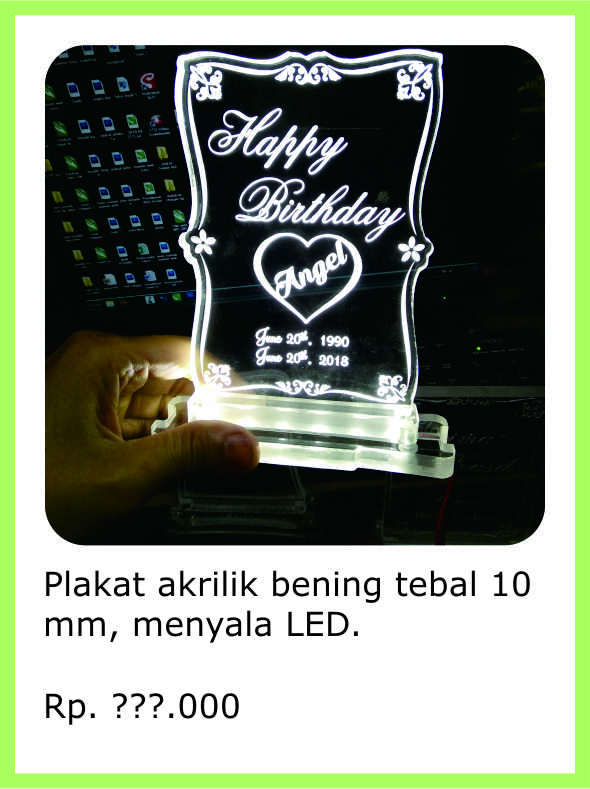 Happy
Birthday
Angel
June 20th, 1990
June 20th, 2018
Plakat akrilik bening tebal 10
mm, menyala LED.
Rp. ???.000